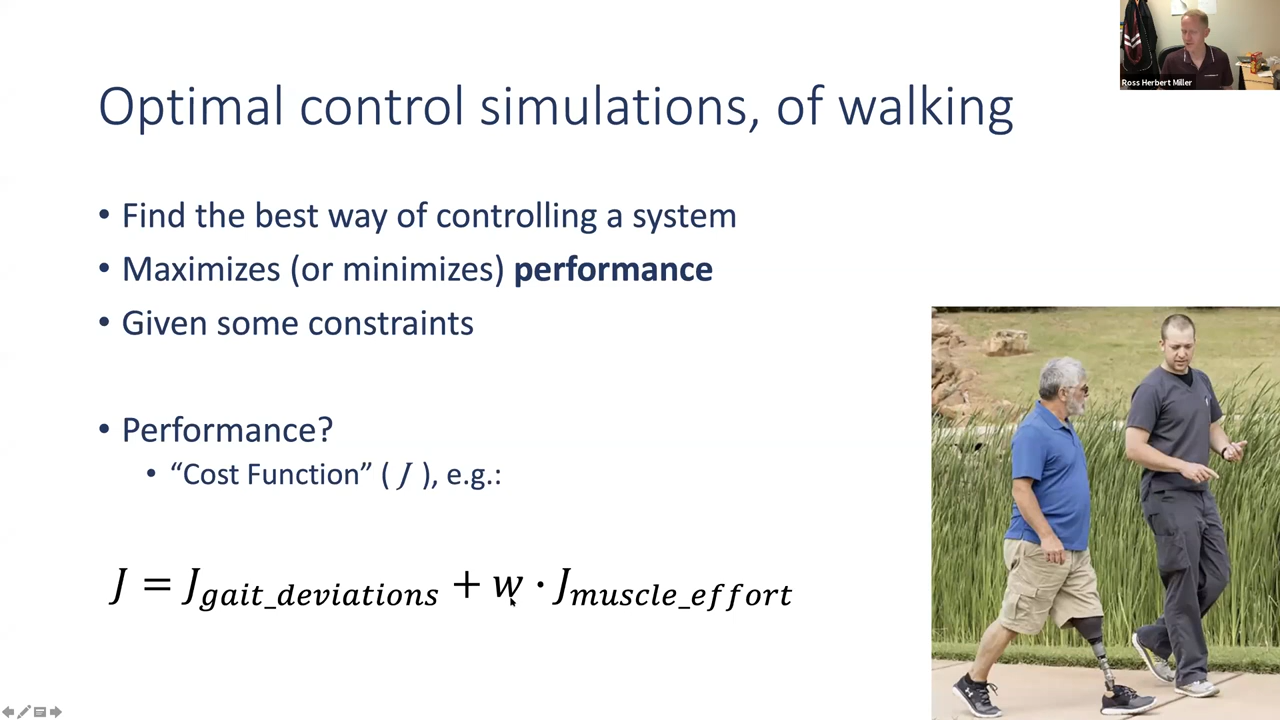 Ross Herbert Miller
Optimal control simulations, of walking
• Find the best way of controlling a system
• Maximizes (or minimizes) performance
• Given some constraints
• Performance?
• “Cost Function” ( J ), e.g.:
J = J_gait_deviations + w · J_muscle_effort